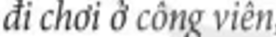 đi chơi ở công viên,